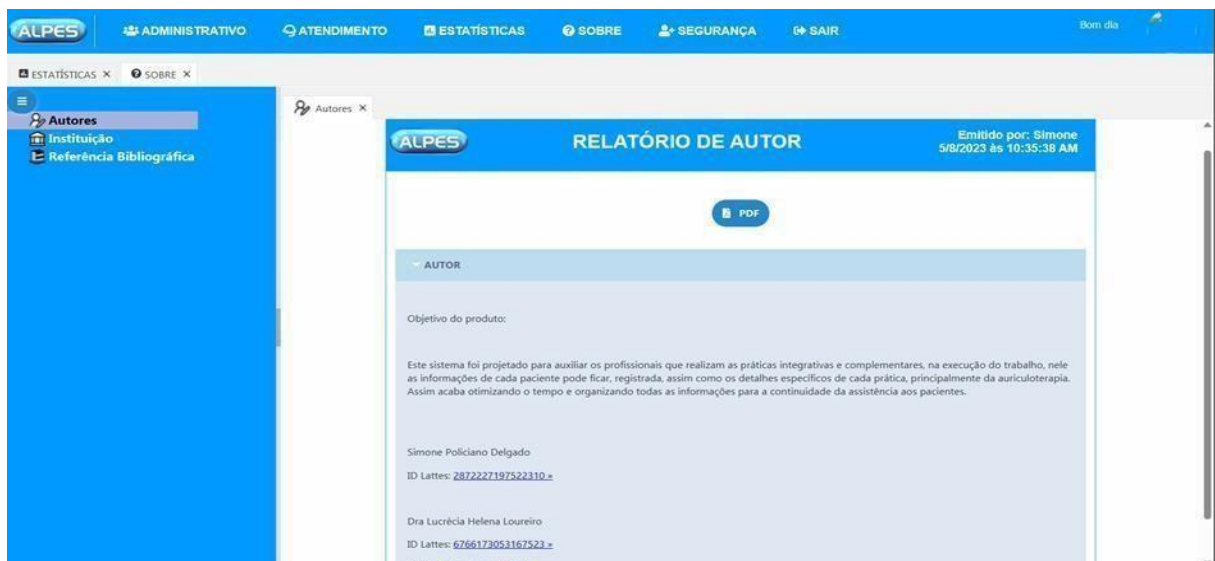 ALPES ADMINISTRATIVO ATENDIMENTO ESTATÍSTICAS SOBRE SEGURANÇA SAIR Bom dia
ESTATÍSTICAS × SOBRE ×
Autores
Instituição
Referência Bibliográfica
Autores ×
ALPES
RELATÓRIO DE AUTOR
Emitido por: Simone
5/8/2023 às 10:35:38 AM
PDF
AUTOR
Objetivo do produto:
Este sistema foi projetado para auxiliar os profissionais que realizam as práticas integrativas e complementares, na execução do trabalho, nele
as informações de cada paciente pode ficar, registrada, assim como os detalhes específicos de cada prática, principalmente da auriculoterapia.
Assim acaba otimizando o tempo e organizando todas as informações para a continuidade da assistência aos pacientes.
Simone Policiano Delgado
ID Lattes: 2872227197522310 »
Dra Lucrécia Helena Loureiro
ID Lattes: 6766173053167523 »